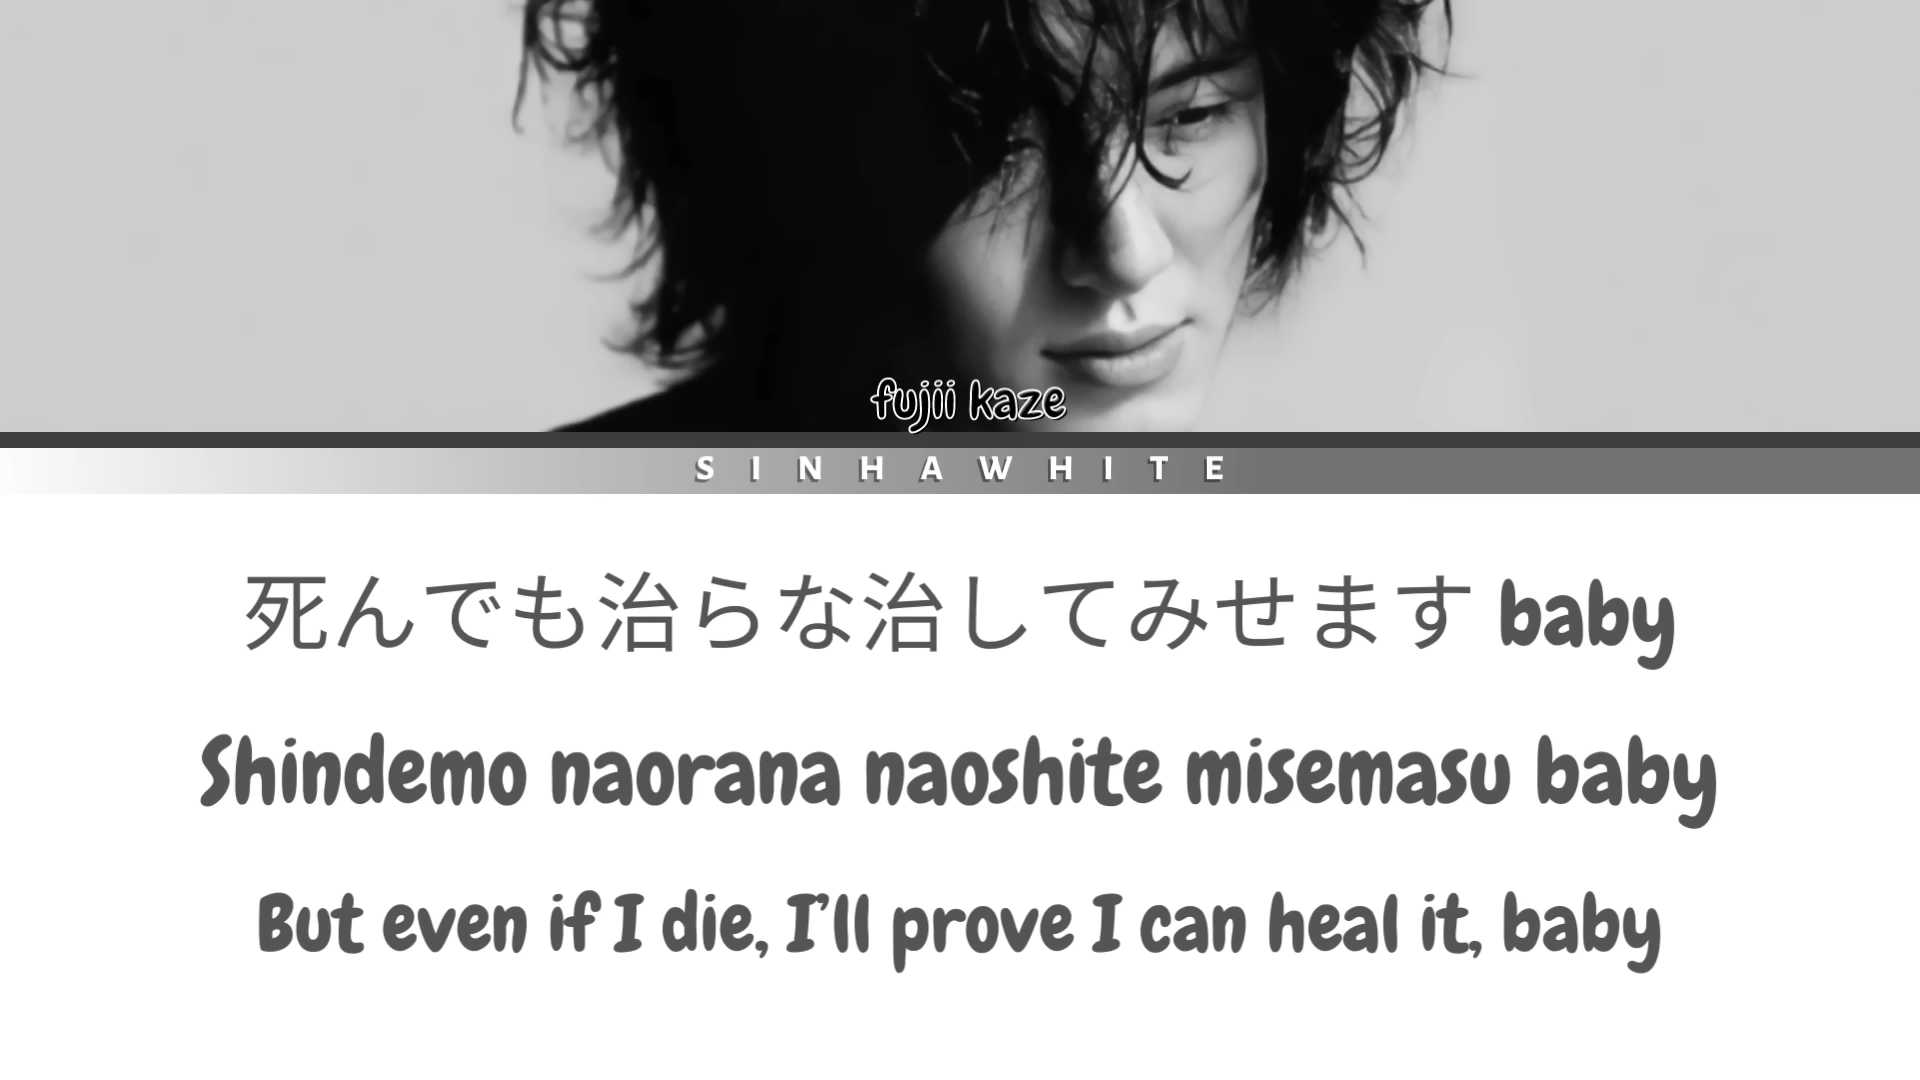 fujii kaze
SINHAWHITE
死んでも治らな治してみせます baby
Shindemo naorana naoshite misemasu baby
But even if I die, I'll prove I can heal it, baby